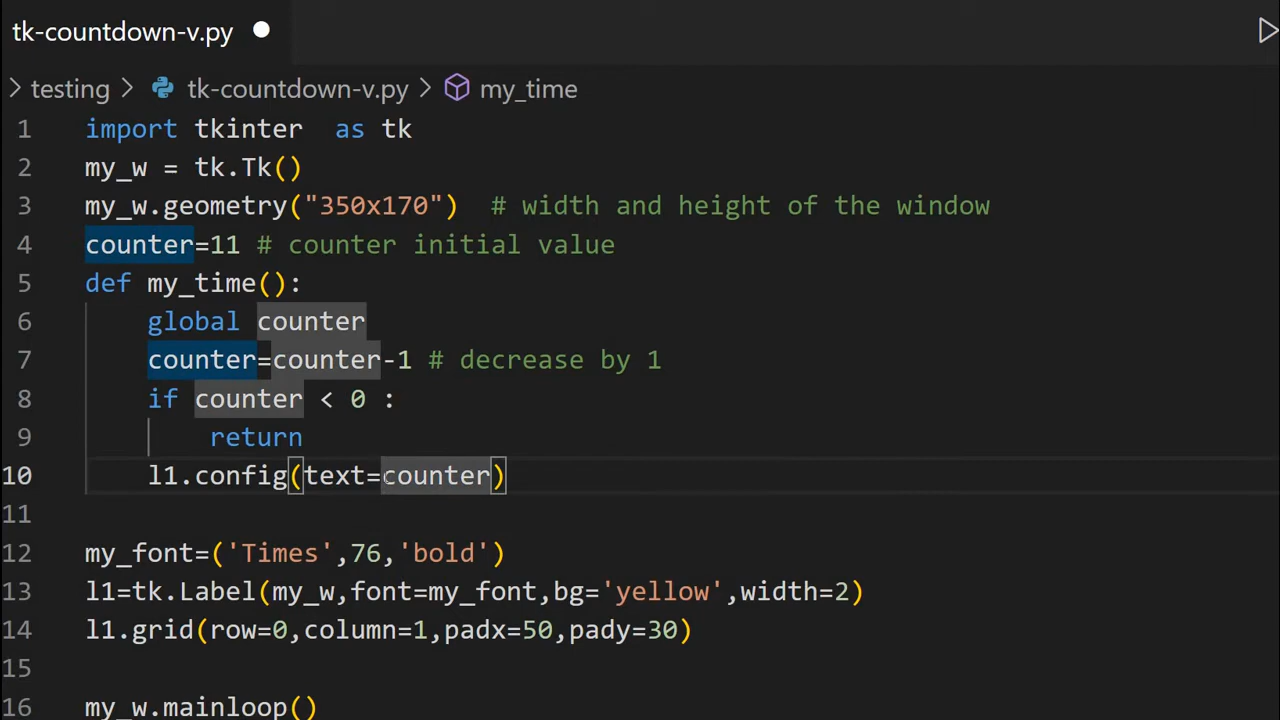 tk-countdown-v.py
testing > tk-countdown-v.py > my_time
1 import tkinter  as tk
2 my_w = tk.Tk()
3 my_w.geometry("350x170")  # width and height of the window
4 counter=11 # counter initial value
5 def my_time():
6     global counter
7     counter=counter-1 # decrease by 1
8     if counter < 0 :
9         return
10     l1.config(text=counter)
11
12 my_font=('Times',76,'bold')
13 l1=tk.Label(my_w,font=my_font,bg='yellow',width=2)
14 l1.grid(row=0,column=1,padx=50,pady=30)
15
16 my_w.mainloop()